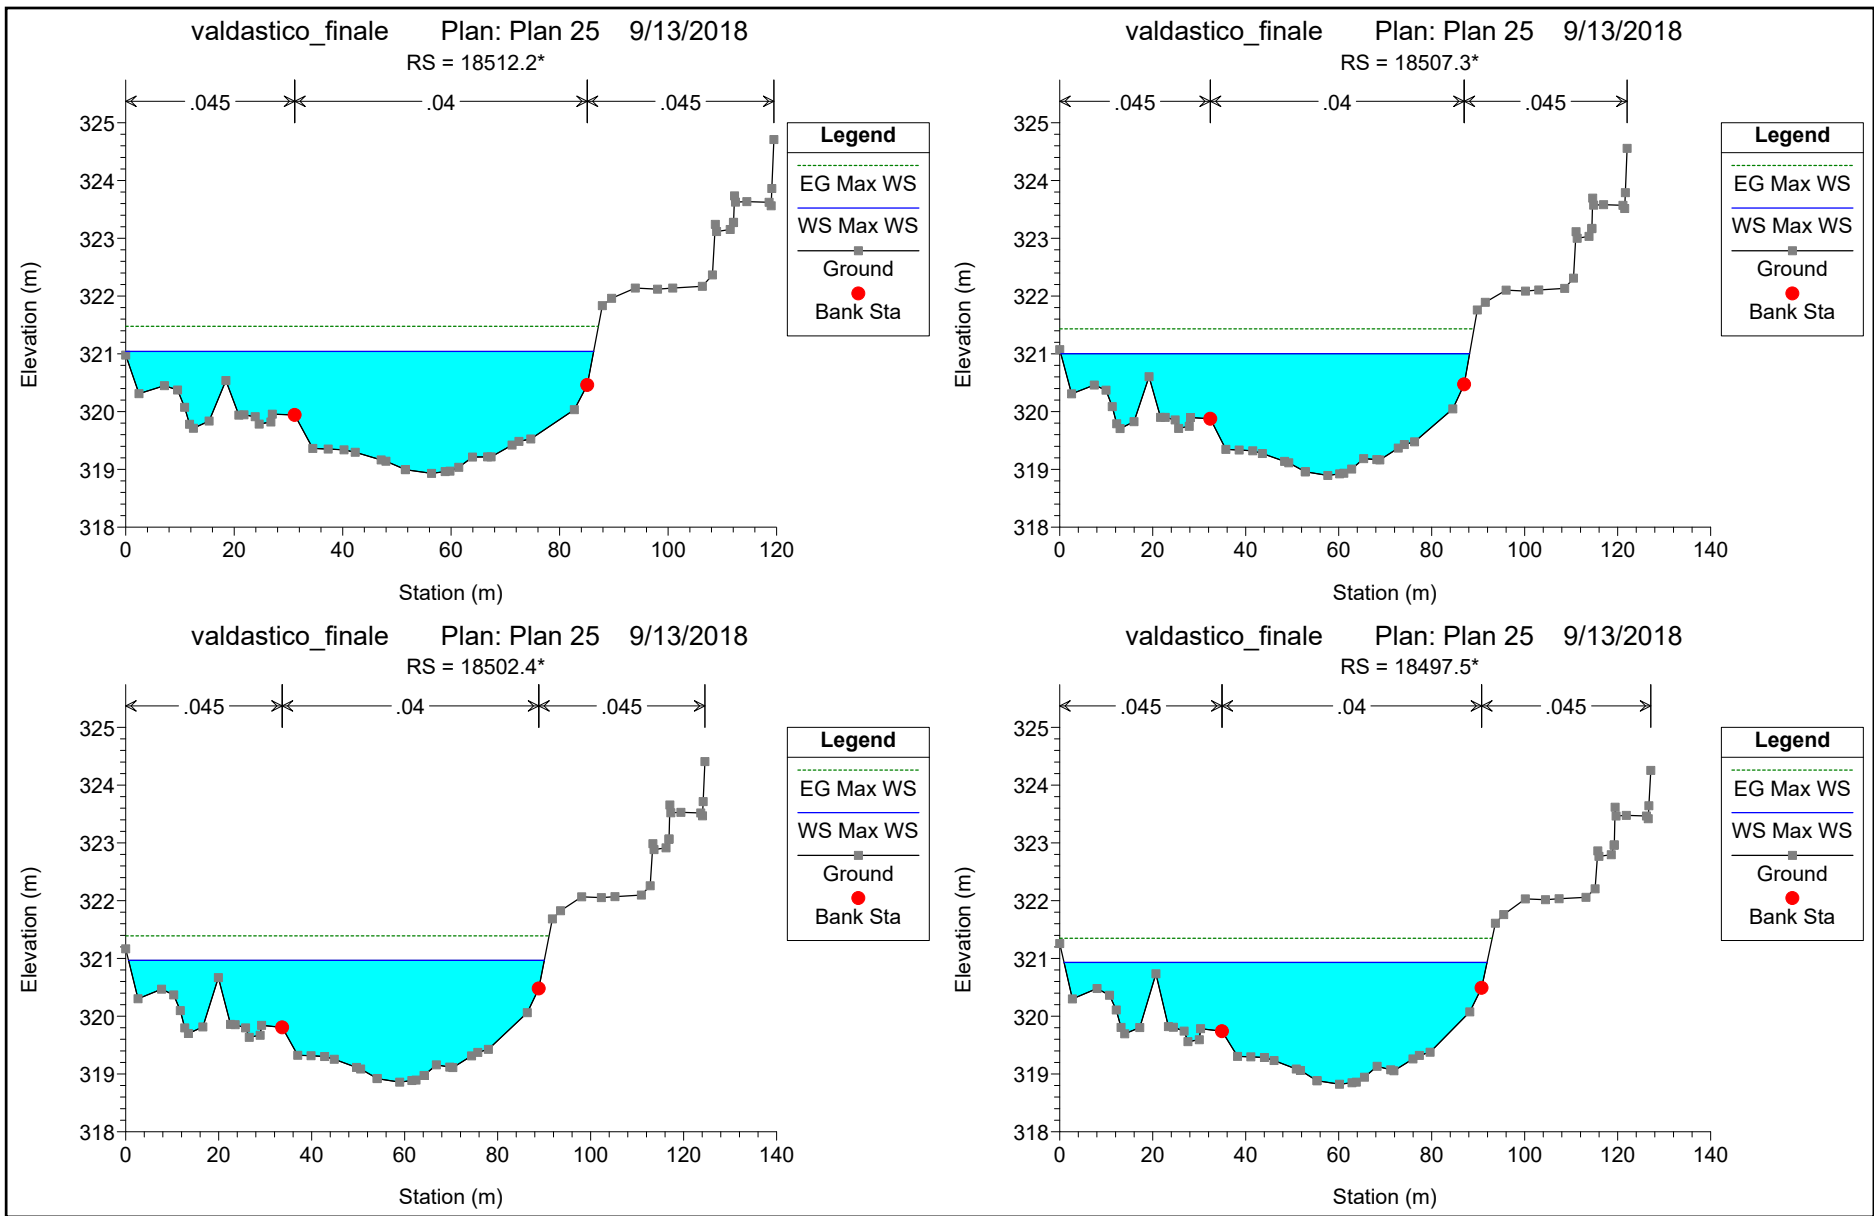 valdastico_finale Plan: Plan 25 9/13/2018
RS = 18512.2*
.045 .04 .045
325
324
323
322
321
320
319
318
Elevation (m)
0 20 40 60 80 100 120
Station (m)
Legend
EG Max WS
WS Max WS
Ground
Bank Sta
valdastico_finale Plan: Plan 25 9/13/2018
RS = 18507.3*
.045 .04 .045
325
324
323
322
321
320
319
318
Elevation (m)
0 20 40 60 80 100 120 140
Station (m)
Legend
EG Max WS
WS Max WS
Ground
Bank Sta
valdastico_finale Plan: Plan 25 9/13/2018
RS = 18502.4*
.045 .04 .045
325
324
323
322
321
320
319
318
Elevation (m)
0 20 40 60 80 100 120 140
Station (m)
Legend
EG Max WS
WS Max WS
Ground
Bank Sta
valdastico_finale Plan: Plan 25 9/13/2018
RS = 18497.5*
.045 .04 .045
325
324
323
322
321
320
319
318
Elevation (m)
0 20 40 60 80 100 120 140
Station (m)
Legend
EG Max WS
WS Max WS
Ground
Bank Sta